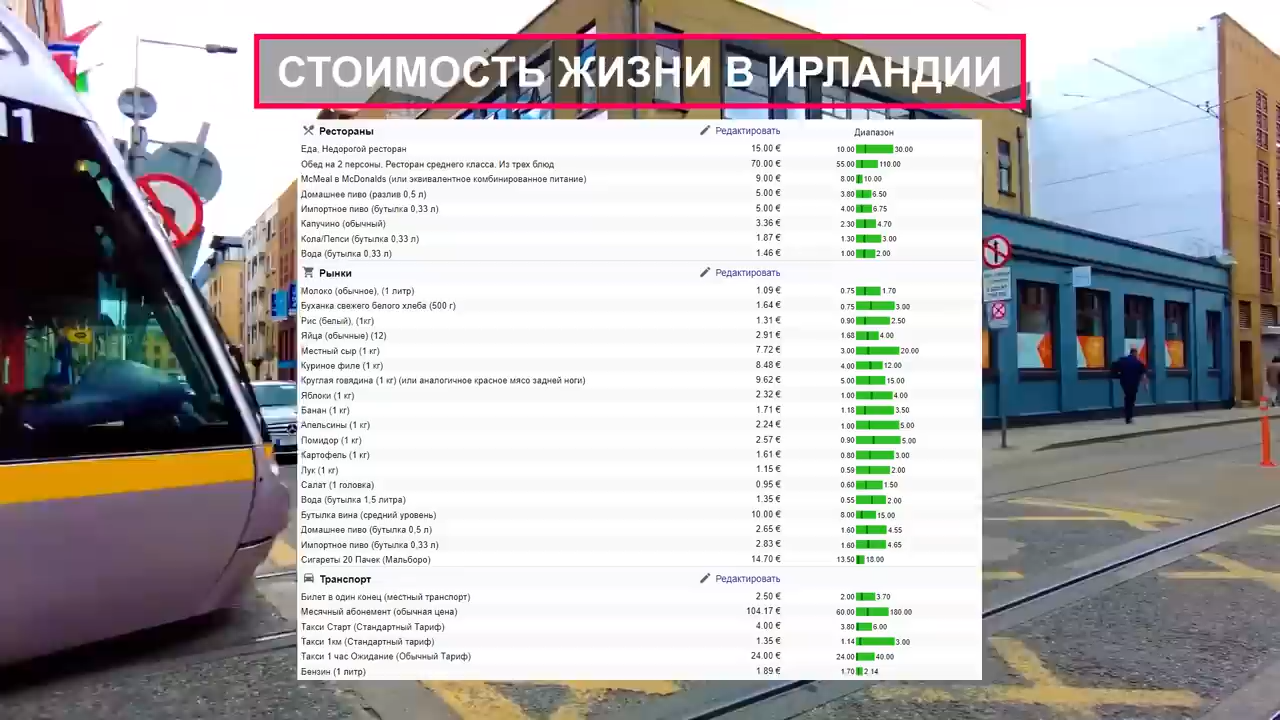 СТОИМОСТЬ ЖИЗНИ В ИРЛАНДИИ
11
Рестораны Редактировать Диапазон
Еда, Недорогой ресторан 15.00 € 10.00 30.00
Обед на 2 персоны, Ресторан среднего класса, Из трех блюд 70.00 € 55.00 110.00
McMeal в McDonalds (или эквивалентное комбинированное питание) 9.00 € 8.00 10.00
Домашнее пиво (разлив 0,5 л) 5.00 € 3.80 6.50
Импортное пиво (бутылка 0,33 л) 5.00 € 4.00 6.75
Капучино (обычный) 3.36 € 2.30 4.70
Кола/Пепси (бутылка 0,33 л) 1.87 € 1.30 3.00
Вода (бутылка 0,33 л) 1.46 € 1.00 2.00
Рынки Редактировать
Молоко (обычное), (1 литр) 1.09 € 0.75 1.70
Буханка свежего белого хлеба (500 г) 1.64 € 0.75 3.00
Рис (белый), (1кг) 1.31 € 0.90 2.50
Яйца (обычные) (12) 2.91 € 1.68 4.00
Местный сыр (1 кг) 7.72 € 3.00 20.00
Куриное филе (1 кг) 8.48 € 4.00 12.00
Круглая говядина (1 кг) (или аналогичное красное мясо задней ноги) 9.62 € 5.00 15.00
Яблоки (1 кг) 2.32 € 1.00 4.00
Банан (1 кг) 1.71 € 1.18 3.50
Апельсины (1 кг) 2.24 € 1.00 5.00
Помидор (1 кг) 2.57 € 0.90 5.00
Картофель (1 кг) 1.61 € 0.80 3.00
Лук (1 кг) 1.15 € 0.59 2.00
Салат (1 головка) 0.95 € 0.60 1.50
Вода (бутылка 1,5 литра) 1.35 € 0.55 2.00
Бутылка вина (средний уровень) 10.00 € 8.00 15.00
Домашнее пиво (бутылка 0,5 л) 2.65 € 1.60 4.55
Импортное пиво (бутылка 0,33 л) 2.83 € 1.60 4.65
Сигареты 20 Пачек (Мальборо) 14.70 € 13.50 18.00
Транспорт Редактировать
Билет в один конец (местный транспорт) 2.50 € 2.00 3.70
Месячный абонемент (обычная цена) 104.17 € 60.00 180.00
Такси Старт (Стандартный Тариф) 4.00 € 3.80 6.00
Такси 1км (Стандартный тариф) 1.35 € 1.14 3.00
Такси 1 час Ожидание (Обычный Тариф) 24.00 € 24.00 40.00
Бензин (1 литр) 1.89 € 1.70 2.14